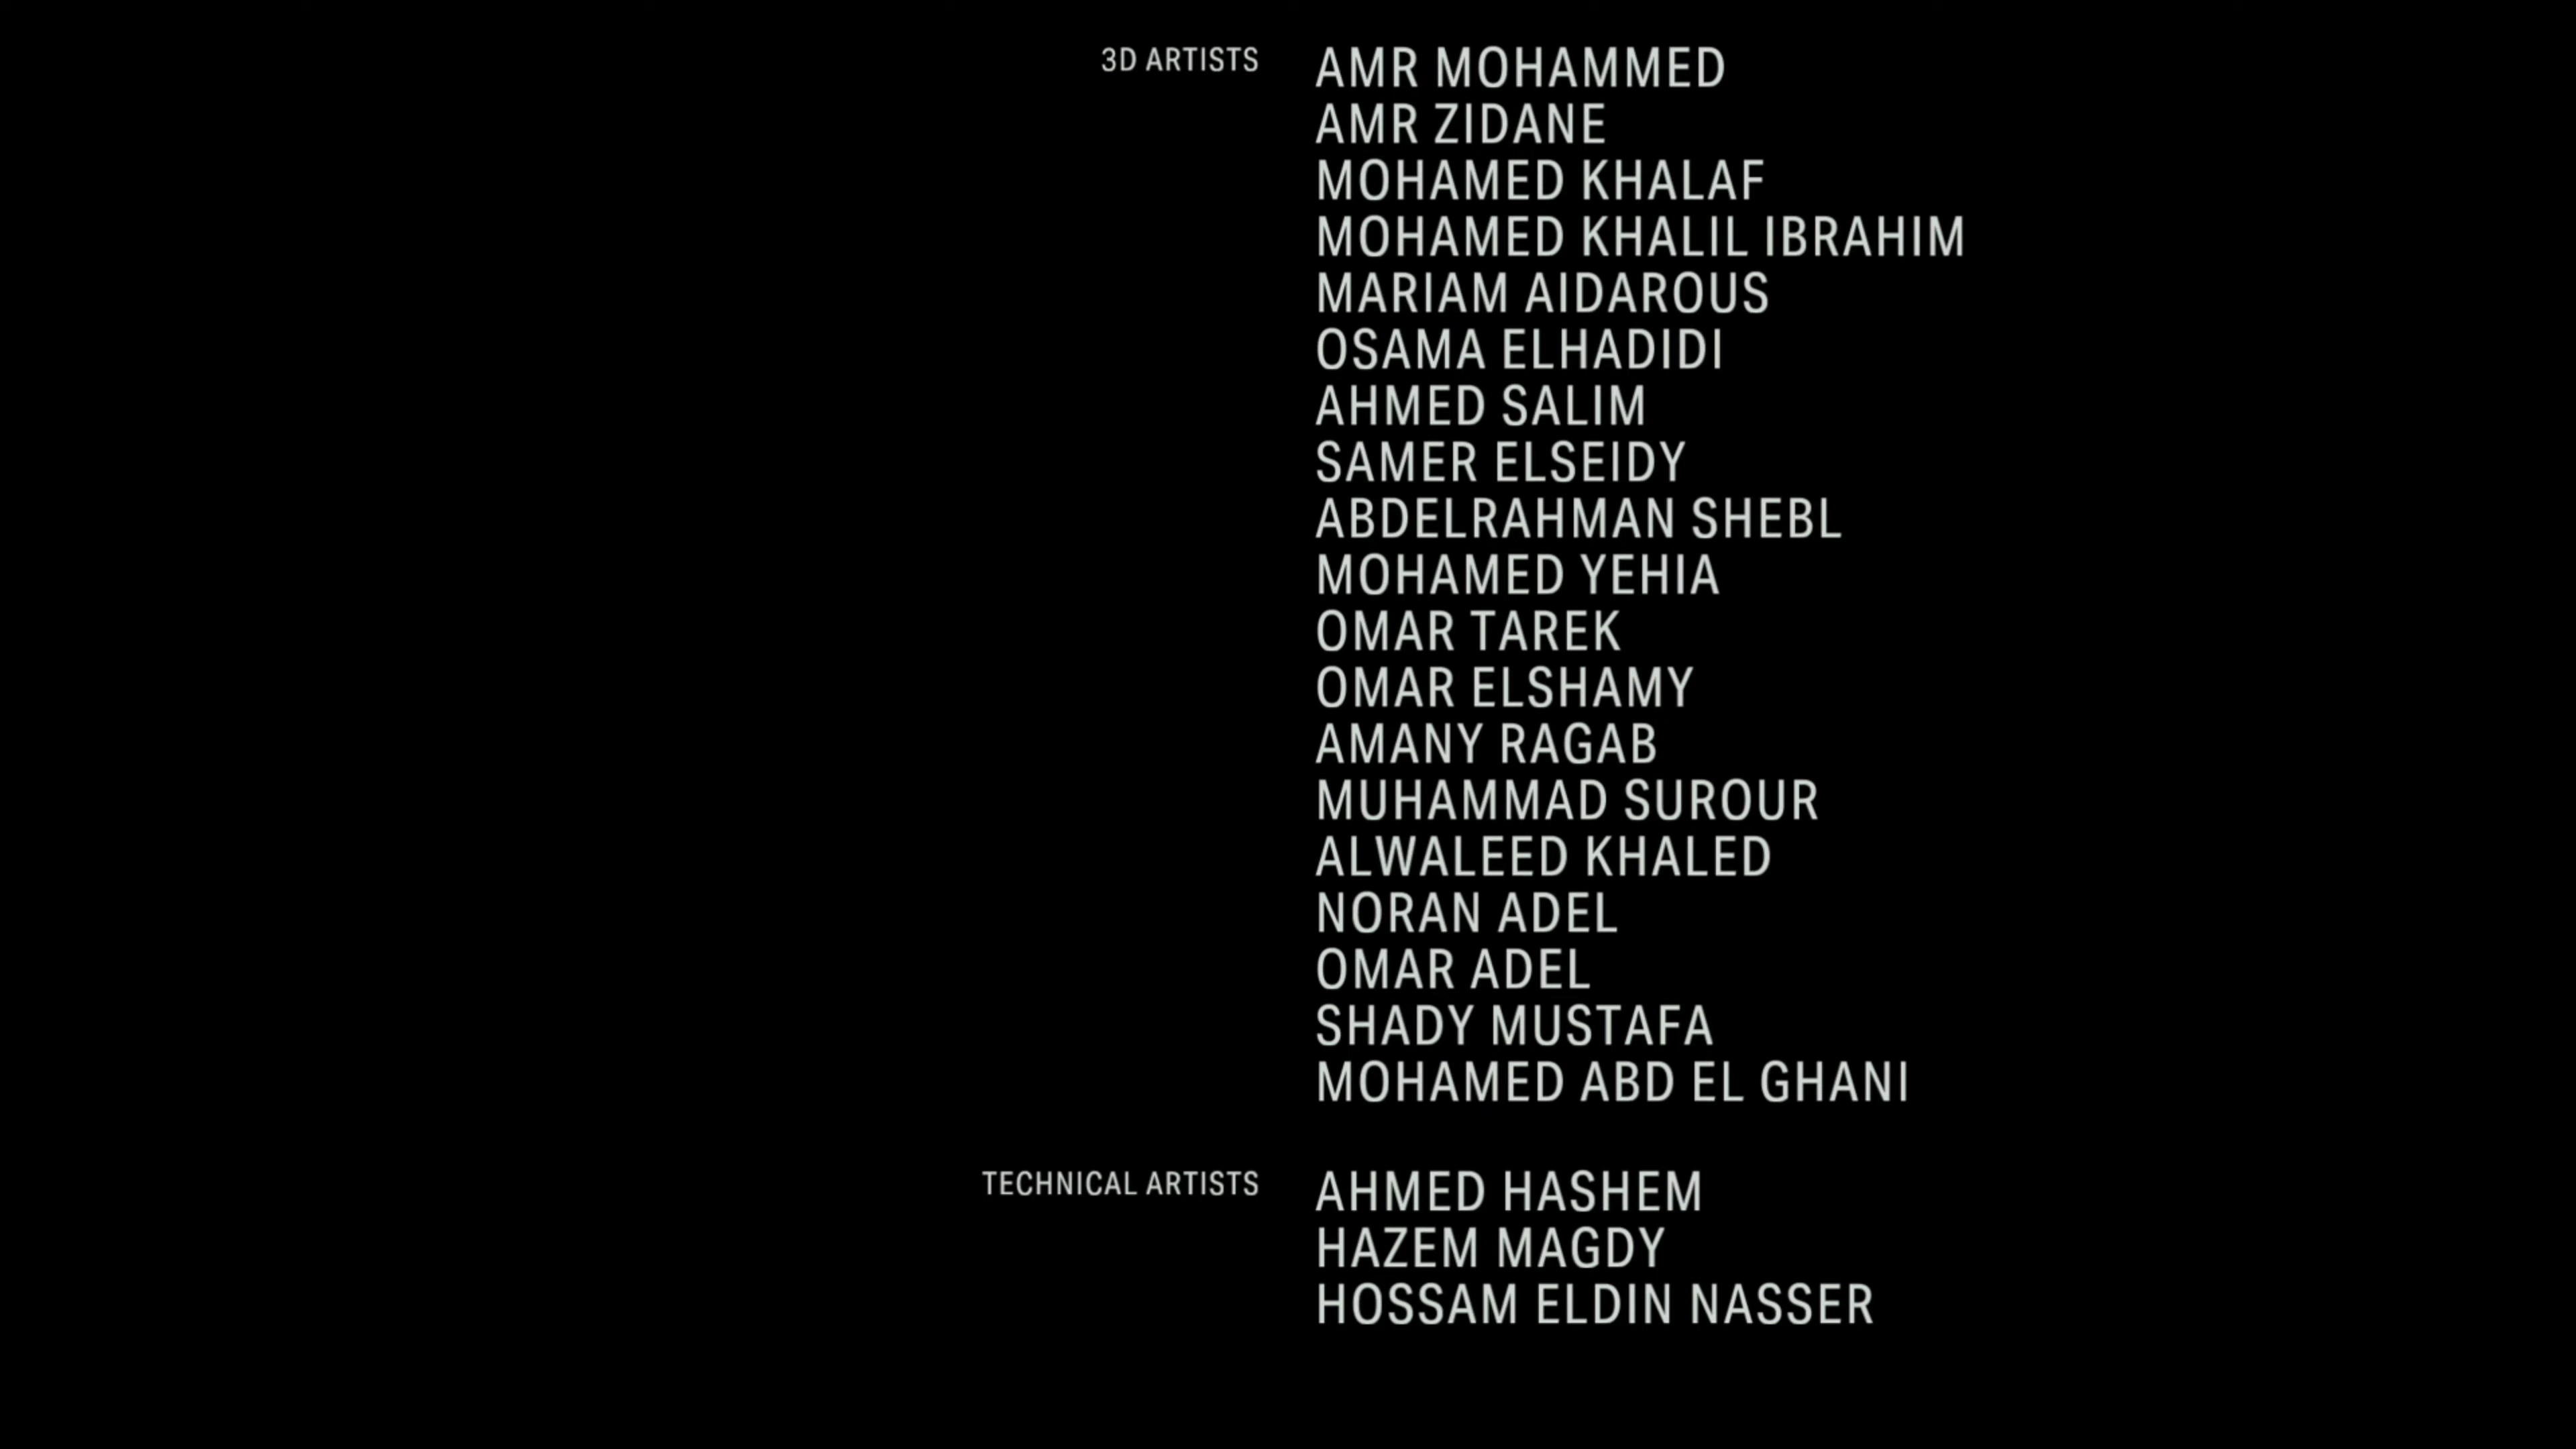 3D ARTISTS AMR MOHAMMED
AMR ZIDANE
MOHAMED KHALAF
MOHAMED KHALIL IBRAHIM
MARIAM AIDAROUS
OSAMA ELHADIDI
AHMED SALIM
SAMER ELSEIDY
ABDELRAHMAN SHEBL
MOHAMED YEHIA
OMAR TAREK
OMAR ELSHAMY
AMANY RAGAB
MUHAMMAD SUROUR
ALWALEED KHALED
NORAN ADEL
OMAR ADEL
SHADY MUSTAFA
MOHAMED ABD EL GHANI
TECHNICAL ARTISTS AHMED HASHEM
HAZEM MAGDY
HOSSAM ELDIN NASSER